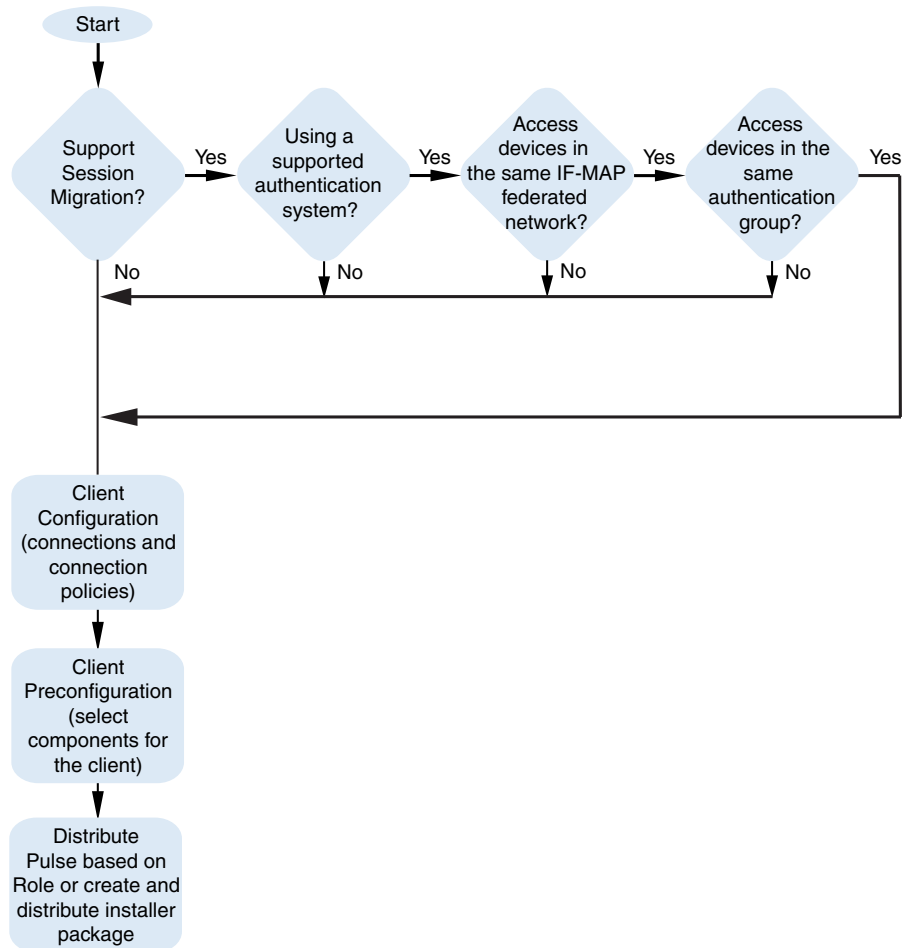 Start
Support
Session
Migration?
Yes
Using a
supported
authentication
system?
Yes
Access
devices in
the same IF-MAP
federated
network?
Yes
Access
devices in the
same
authentication
group?
Yes
No
No
No
No
Client
Configuration
(connections and
connection
policies)
Client
Preconfiguration
(select
components for
the client)
Distribute
Pulse based on
Role or create and
distribute installer
package